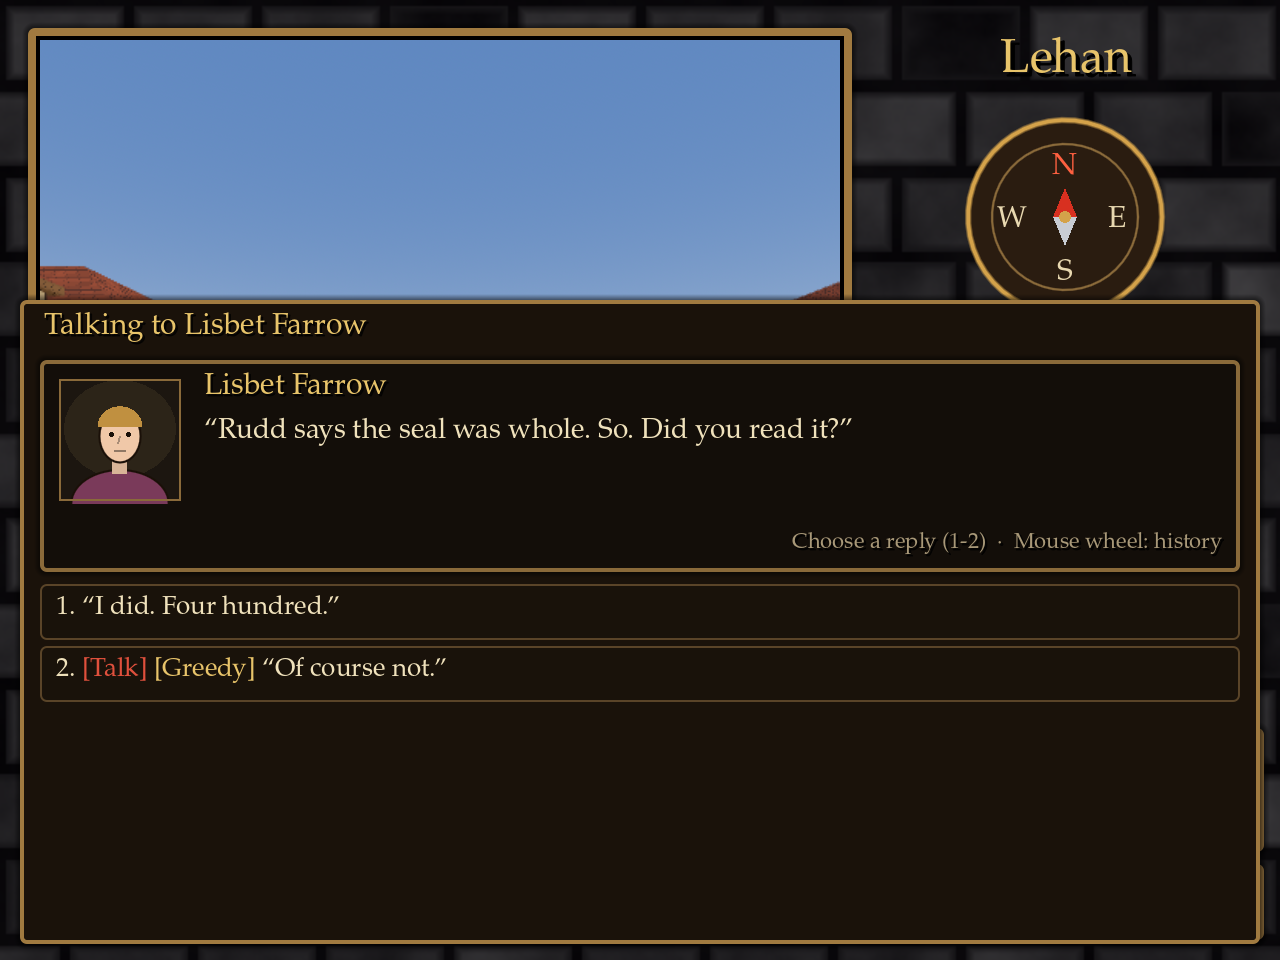 Lehan
N
W E
S
Talking to Lisbet Farrow
Lisbet Farrow
“Rudd says the seal was whole. So. Did you read it?”
Choose a reply (1-2) · Mouse wheel: history
1. “I did. Four hundred.”
2. [Talk] [Greedy] “Of course not.”